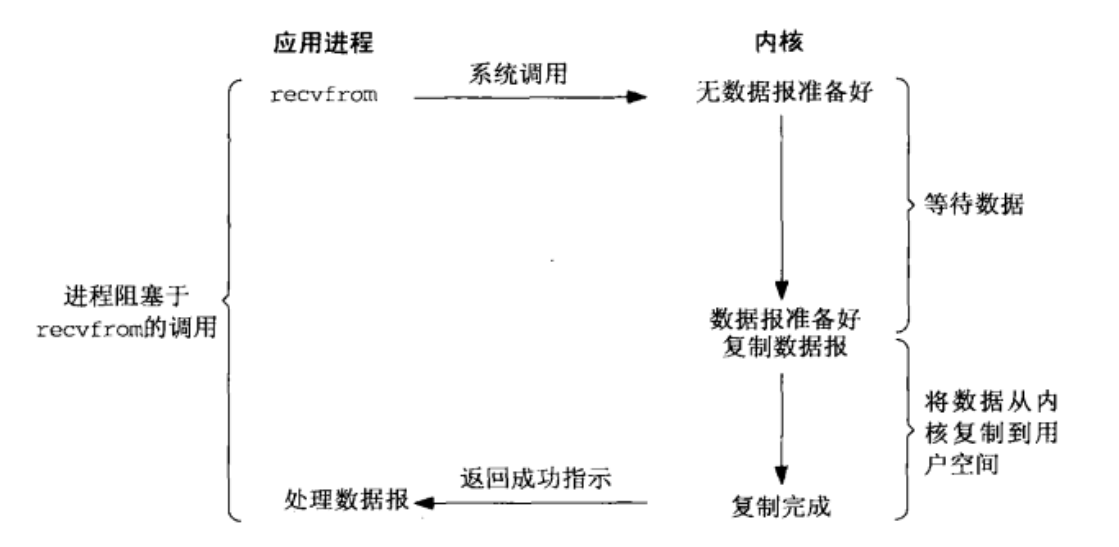 应用进程
内核
系统调用
recvfrom
无数据报准备好
等待数据
进程阻塞于
recvfrom的调用
数据报准备好
复制数据报
将数据从内
核复制到用
户空间
返回成功指示
处理数据报
复制完成